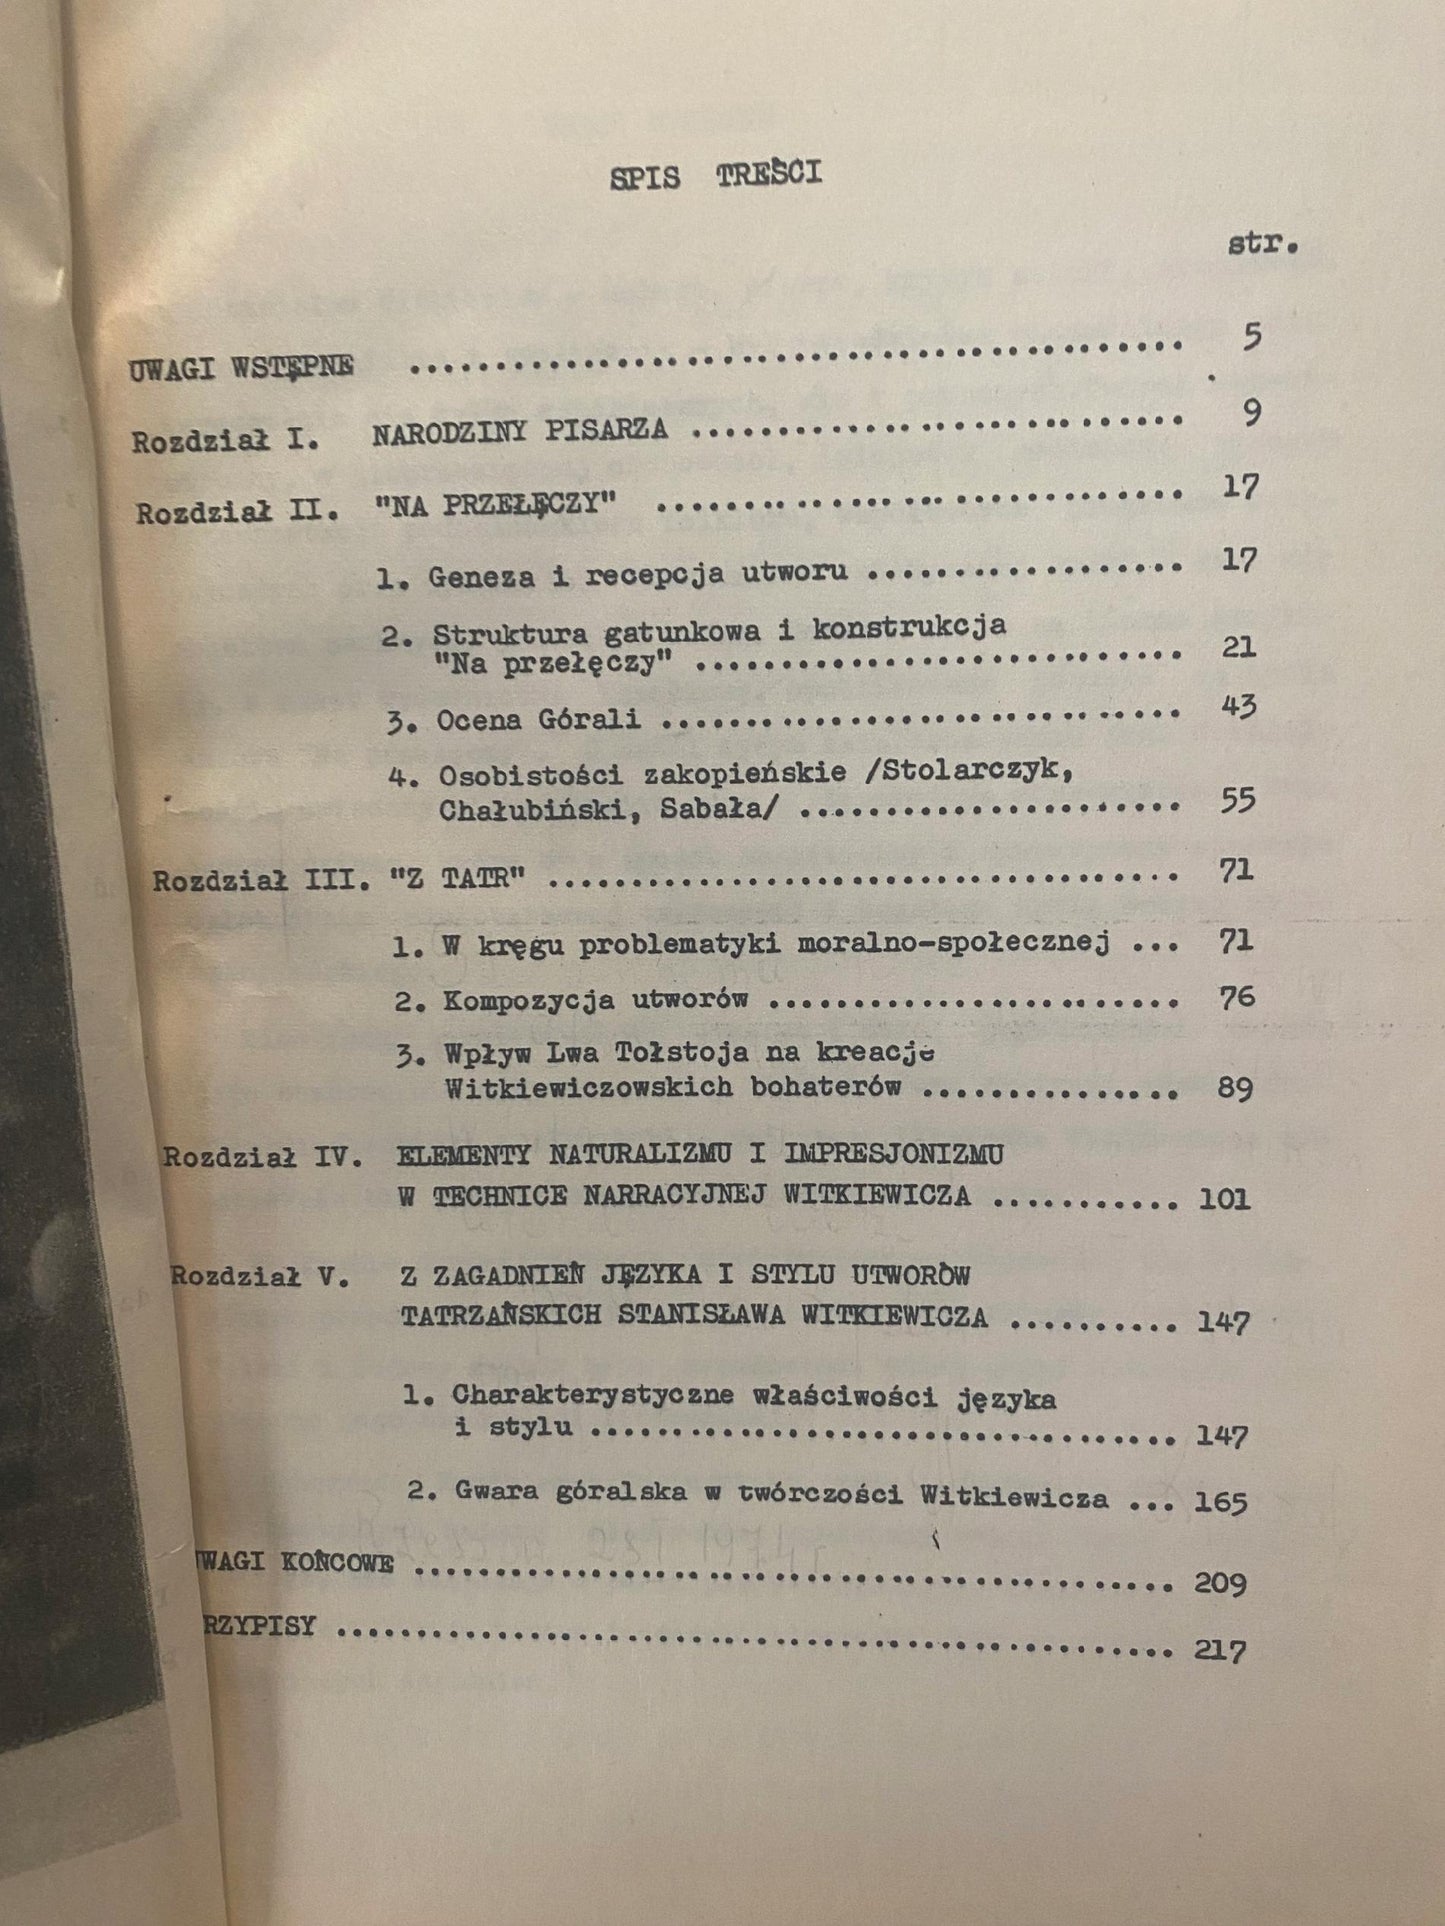 SPIS TREŚCI
str.
UWAGI WSTĘPNE ........................................... 5
Rozdział I. NARODZINY PISARZA ............................. 9
Rozdział II. "NA PRZEŁĘCZY" ............................... 17
1. Geneza i recepcja utworu ................... 17
2. Struktura gatunkowa i konstrukcja
"Na przełęczy" ............................. 21
3. Ocena Górali ............................... 43
4. Osobistości zakopieńskie /Stolarczyk,
Chałubiński, Sabała/ ....................... 55
Rozdział III. "Z TATR" ..................................... 71
1. W kręgu problematyki moralno-społecznej ... 71
2. Kompozycja utworów ......................... 76
3. Wpływ Lwa Tołstoja na kreację
Witkiewiczowskich bohaterów ................ 89
Rozdział IV. ELEMENTY NATURALIZMU I IMPRESJONIZMU
W TECHNICE NARRACYJNEJ WITKIEWICZA ........... 101
Rozdział V. Z ZAGADNIEŃ JĘZYKA I STYLU UTWORÓW
TATRZAŃSKICH STANISŁAWA WITKIEWICZA .......... 147
1. Charakterystyczne właściwości języka
i stylu .................................... 147
2. Gwara góralska w twórczości Witkiewicza ... 165
WAGI KOŃCOWE ............................................. 209
RZYPISY .................................................. 217